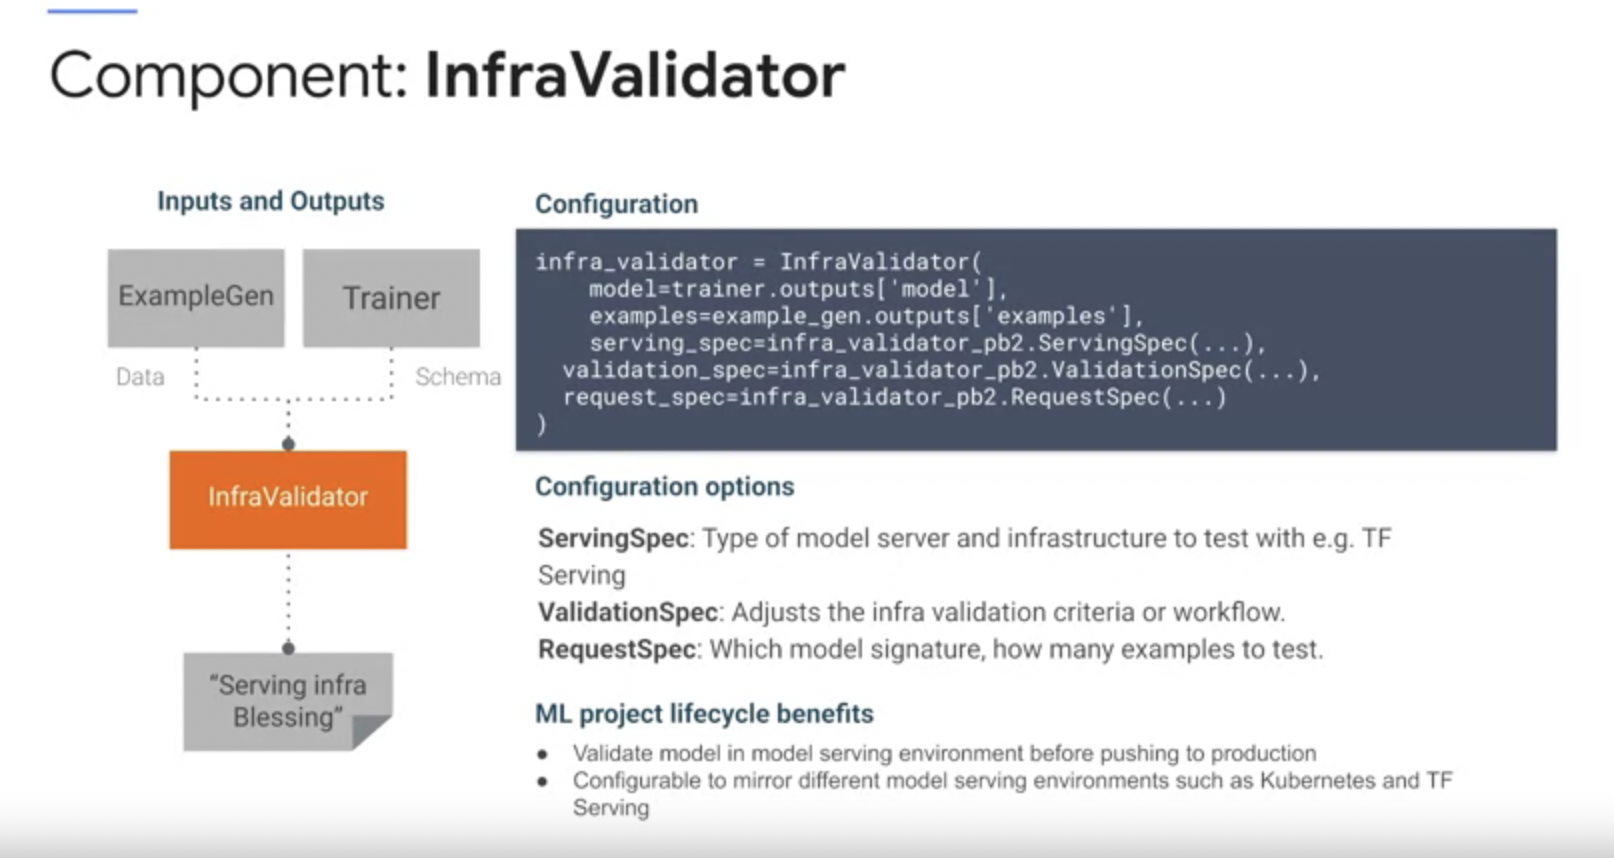 Component: InfraValidator
Inputs and Outputs
ExampleGen
Trainer
Data
Schema
InfraValidator
“Serving infra
Blessing”
Configuration
infra_validator = InfraValidator(
    model=trainer.outputs['model'],
    examples=example_gen.outputs['examples'],
    serving_spec=infra_validator_pb2.ServingSpec(...),
  validation_spec=infra_validator_pb2.ValidationSpec(...),
  request_spec=infra_validator_pb2.RequestSpec(...)
)
Configuration options
ServingSpec: Type of model server and infrastructure to test with e.g. TF
Serving
ValidationSpec: Adjusts the infra validation criteria or workflow.
RequestSpec: Which model signature, how many examples to test.
ML project lifecycle benefits
● Validate model in model serving environment before pushing to production
● Configurable to mirror different model serving environments such as Kubernetes and TF
Serving